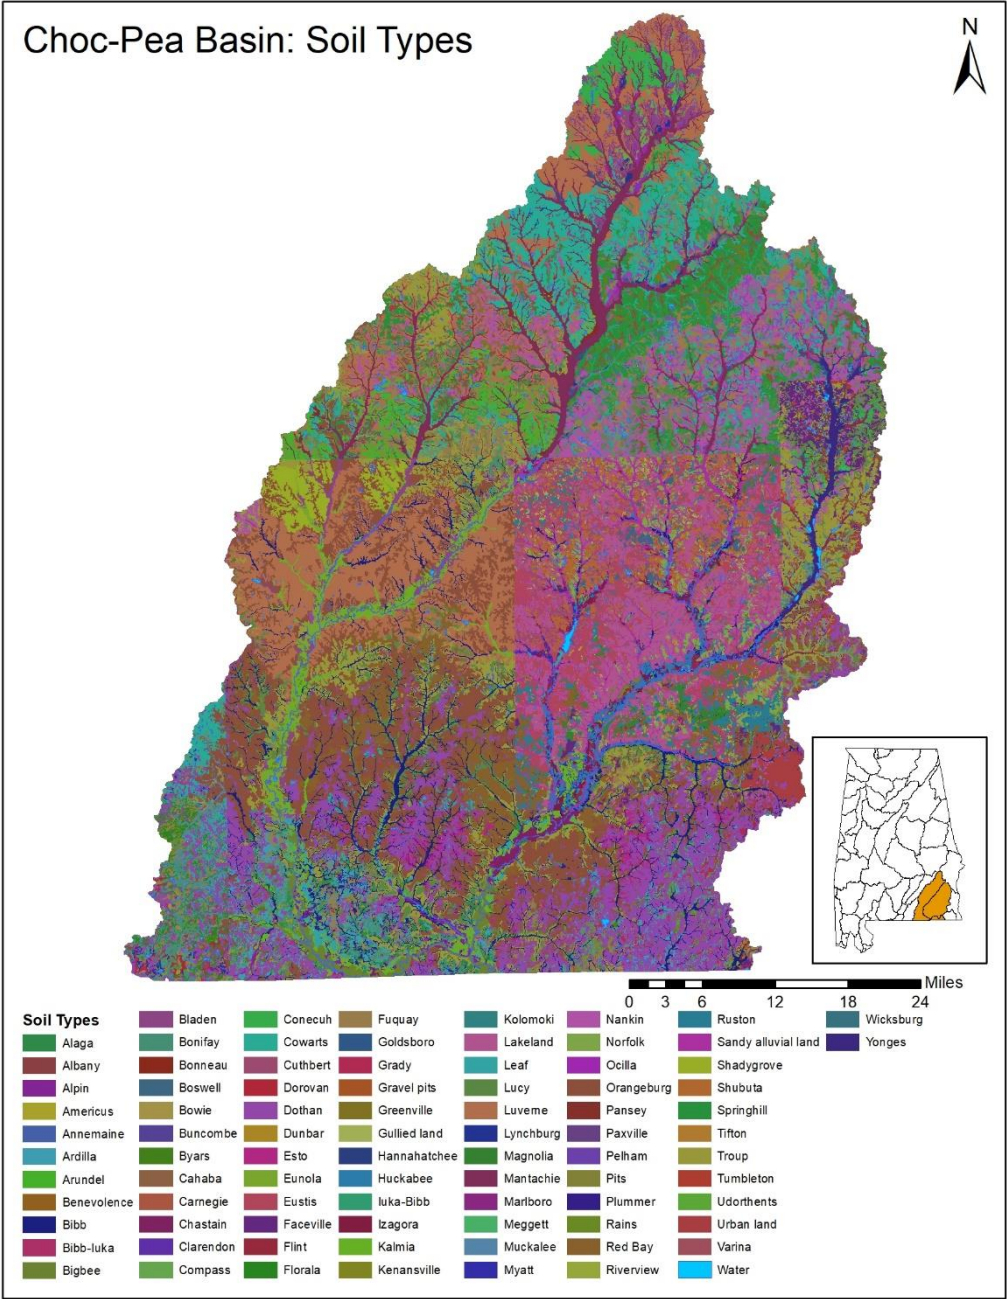 Choc-Pea Basin: Soil Types
N
Miles
0 3 6 12 18 24
Soil Types
Alaga
Albany
Alpin
Americus
Annemaine
Ardilla
Arundel
Benevolence
Bibb
Bibb-Iuka
Bigbee
Bladen
Bonifay
Bonneau
Boswell
Bowie
Buncombe
Byars
Cahaba
Carnegie
Chastain
Clarendon
Compass
Conecuh
Cowarts
Cuthbert
Dorovan
Dothan
Dunbar
Esto
Eunola
Eustis
Faceville
Flint
Florala
Fuquay
Goldsboro
Grady
Gravel pits
Greenville
Gullied land
Hannahatchee
Huckabee
Iuka-Bibb
Izagora
Kalmia
Kenansville
Kolomoki
Lakeland
Leaf
Lucy
Luverne
Lynchburg
Magnolia
Mantachie
Marlboro
Meggett
Muckalee
Myatt
Nankin
Norfolk
Ocilla
Orangeburg
Pansey
Paxville
Pelham
Pits
Plummer
Rains
Red Bay
Riverview
Ruston
Sandy alluvial land
Shadygrove
Shubuta
Springhill
Tifton
Troup
Tumbleton
Udorthents
Urban land
Varina
Water
Wicksburg
Yonges